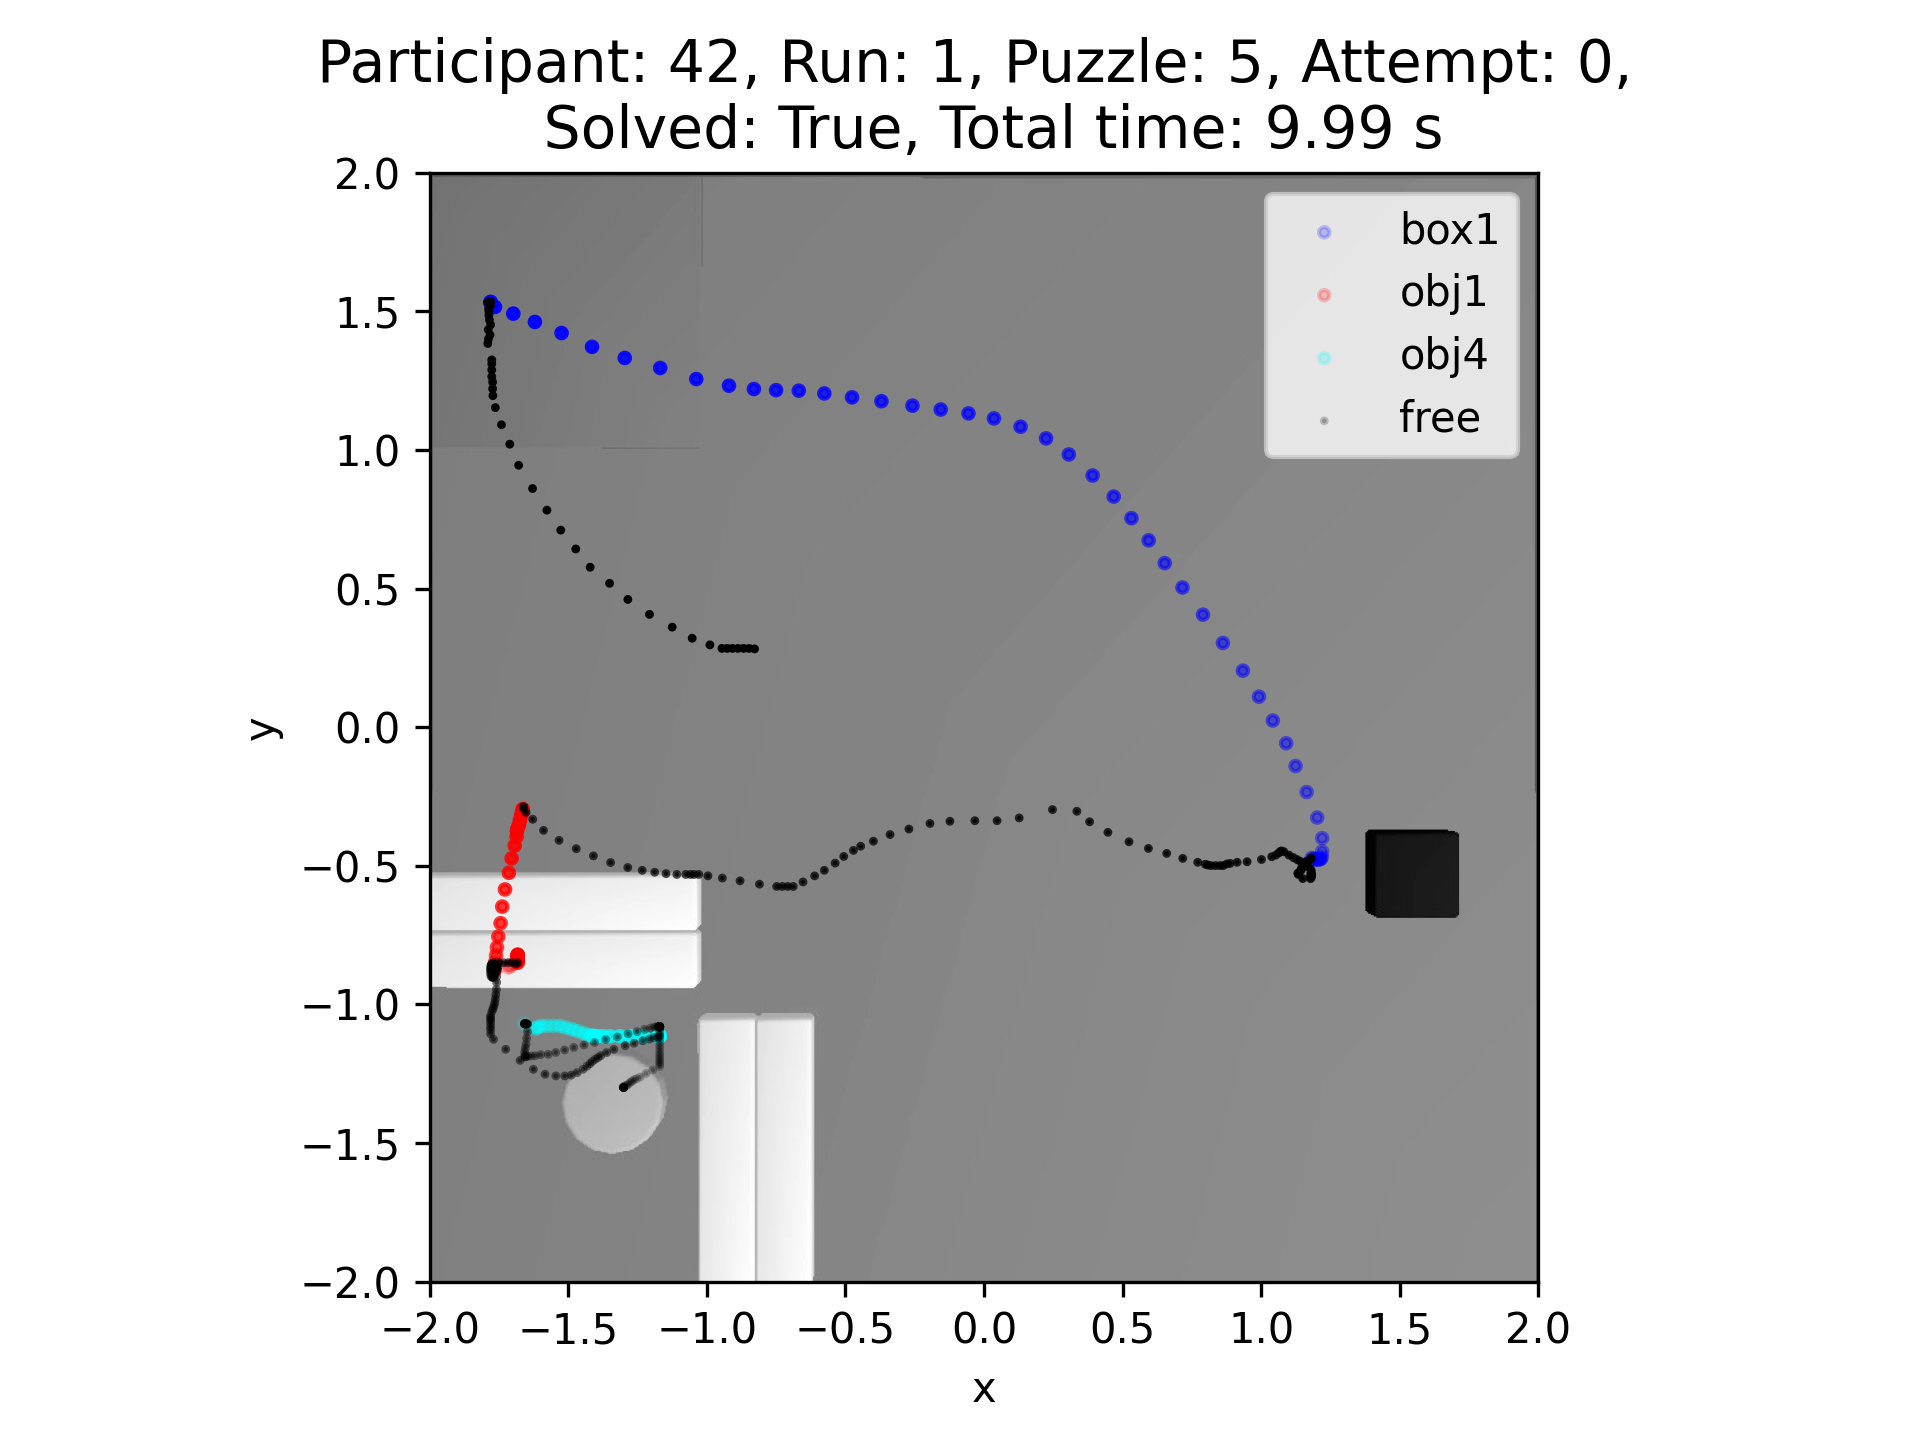 Participant: 42, Run: 1, Puzzle: 5, Attempt: 0,
Solved: True, Total time: 9.99 s
2.0
1.5
1.0
0.5
0.0
−0.5
−1.0
−1.5
−2.0
y
box1
obj1
obj4
free
−2.0 −1.5 −1.0 −0.5 0.0 0.5 1.0 1.5 2.0
x